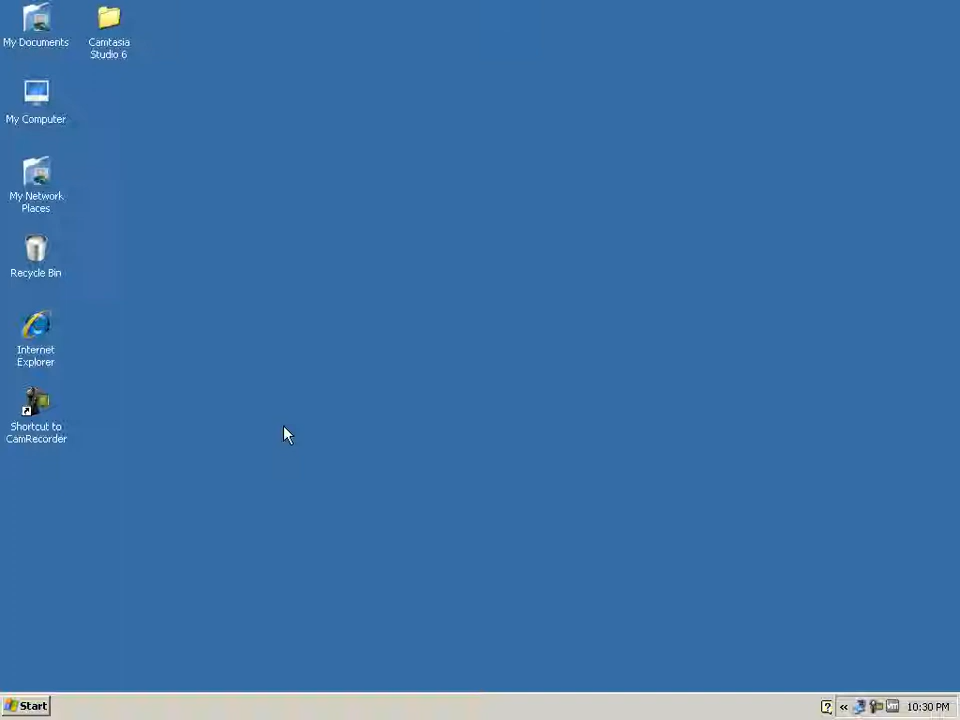 My Documents
Camtasia
Studio 6
My Computer
My Network
Places
Recycle Bin
Internet
Explorer
Shortcut to
CamRecorder
Start
?
«
vm
10:30 PM